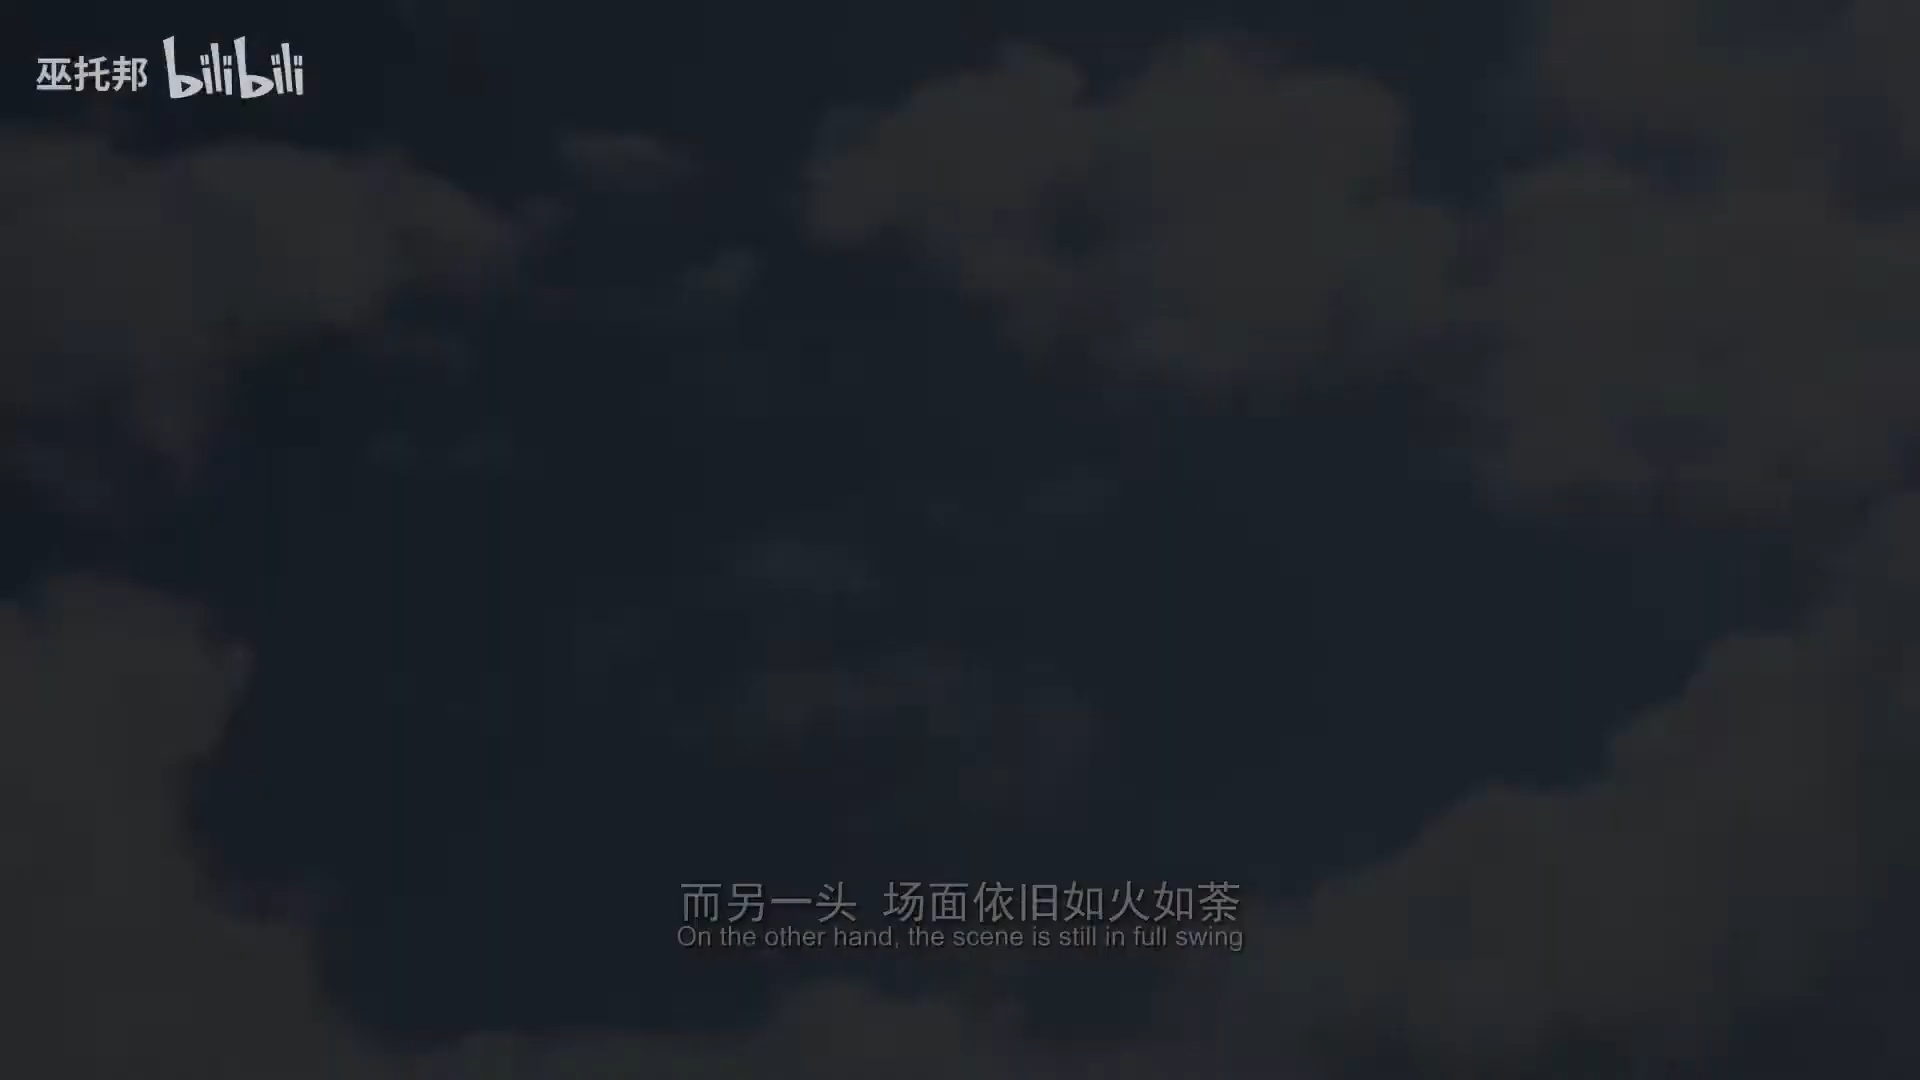 巫托邦 bilibili
而另一头 场面依旧如火如荼
On the other hand, the scene is still in full swing